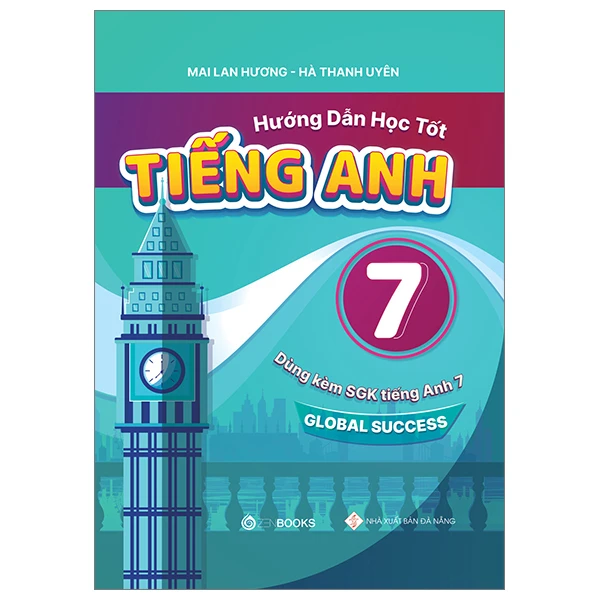 MAI LAN HƯƠNG - HÀ THANH UYÊN
Hướng Dẫn Học Tốt
TIẾNG ANH
7
Dùng kèm SGK tiếng Anh 7
GLOBAL SUCCESS
ZENBOOKS
NHÀ XUẤT BẢN ĐÀ NẴNG